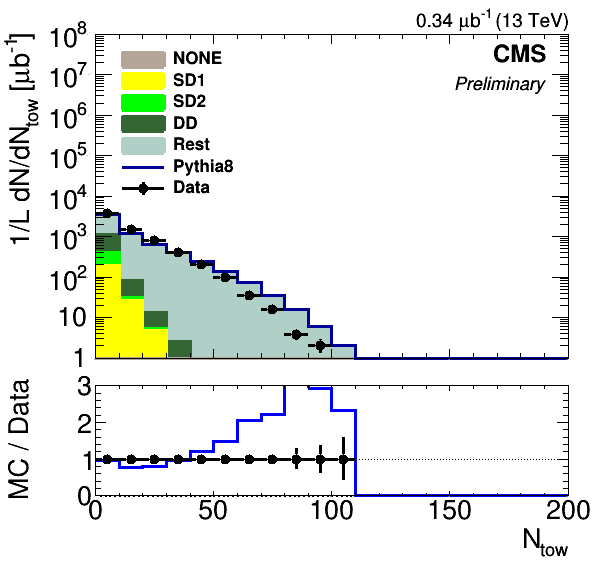 0.34 μb⁻¹ (13 TeV)
CMS
Preliminary
1/L dN/dN_tow [μb⁻¹]
10⁸
10⁷
10⁶
10⁵
10⁴
10³
10²
10
1
NONE
SD1
SD2
DD
Rest
Pythia8
Data
MC / Data
3
2
1
0
0 50 100 150 200
N_tow